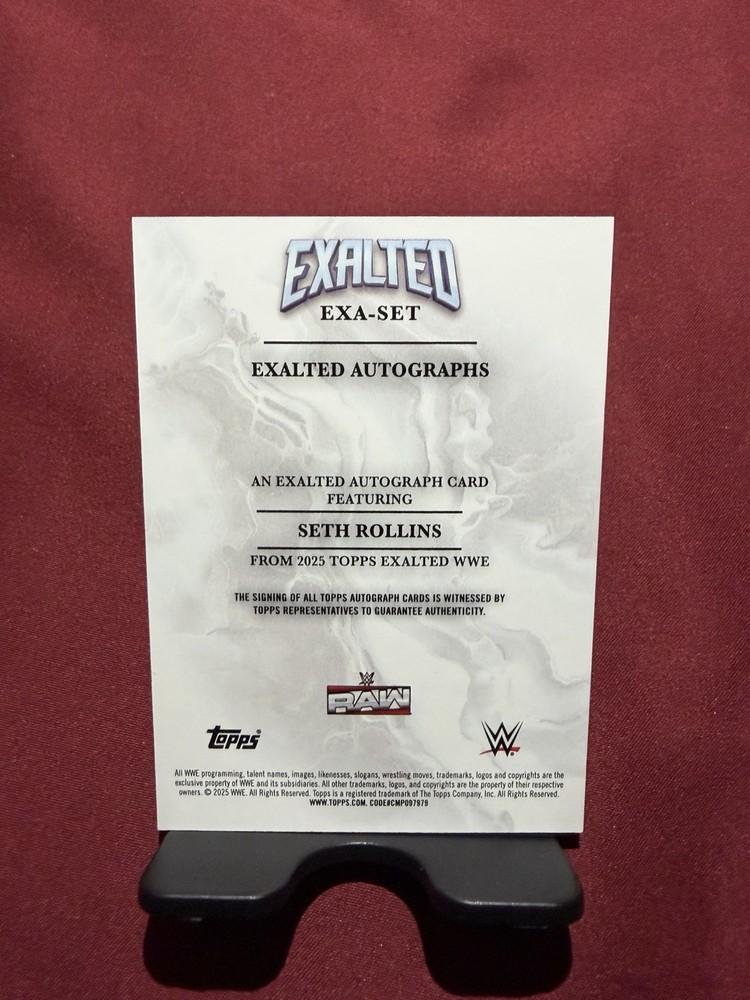 EXALTED
EXA-SET
EXALTED AUTOGRAPHS
AN EXALTED AUTOGRAPH CARD
FEATURING
SETH ROLLINS
FROM 2025 TOPPS EXALTED WWE
THE SIGNING OF ALL TOPPS AUTOGRAPH CARDS IS WITNESSED BY
TOPPS REPRESENTATIVES TO GUARANTEE AUTHENTICITY.
W
RAW
topps®
W
All WWE programming, talent names, images, likenesses, slogans, wrestling moves, trademarks, logos and copyrights are the
exclusive property of WWE and its subsidiaries. All other trademarks, logos, and copyrights are the property of their respective
owners. © 2025 WWE. All Rights Reserved. Topps is a registered trademark of The Topps Company, Inc. All Rights Reserved.
WWW.TOPPS.COM. CODE#CMP097979